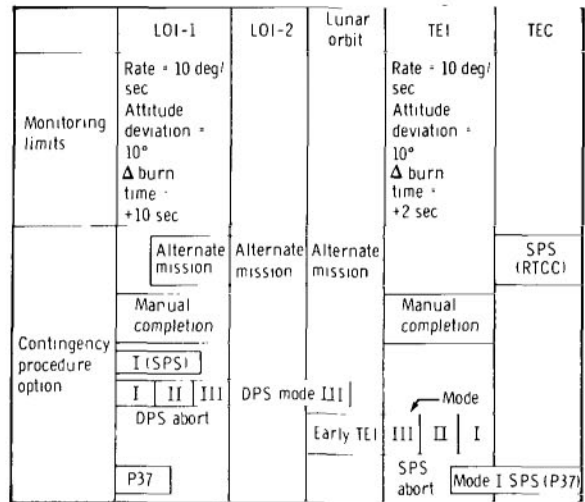 LOI-1 LOI-2 Lunar orbit TEI TEC
Monitoring limits
Rate = 10 deg/
sec
Attitude
deviation =
10°
Δ burn
time =
+10 sec
Rate = 10 deg/
sec
Attitude
deviation =
10°
Δ burn
time =
+2 sec
Contingency
procedure
option
Alternate
mission
Alternate
mission
Alternate
mission
SPS
(RTCC)
Manual
completion
Manual
completion
I (SPS)
I II III DPS mode III
DPS abort
Mode
Early TEI III II I
SPS
abort
P37
Mode I SPS (P37)